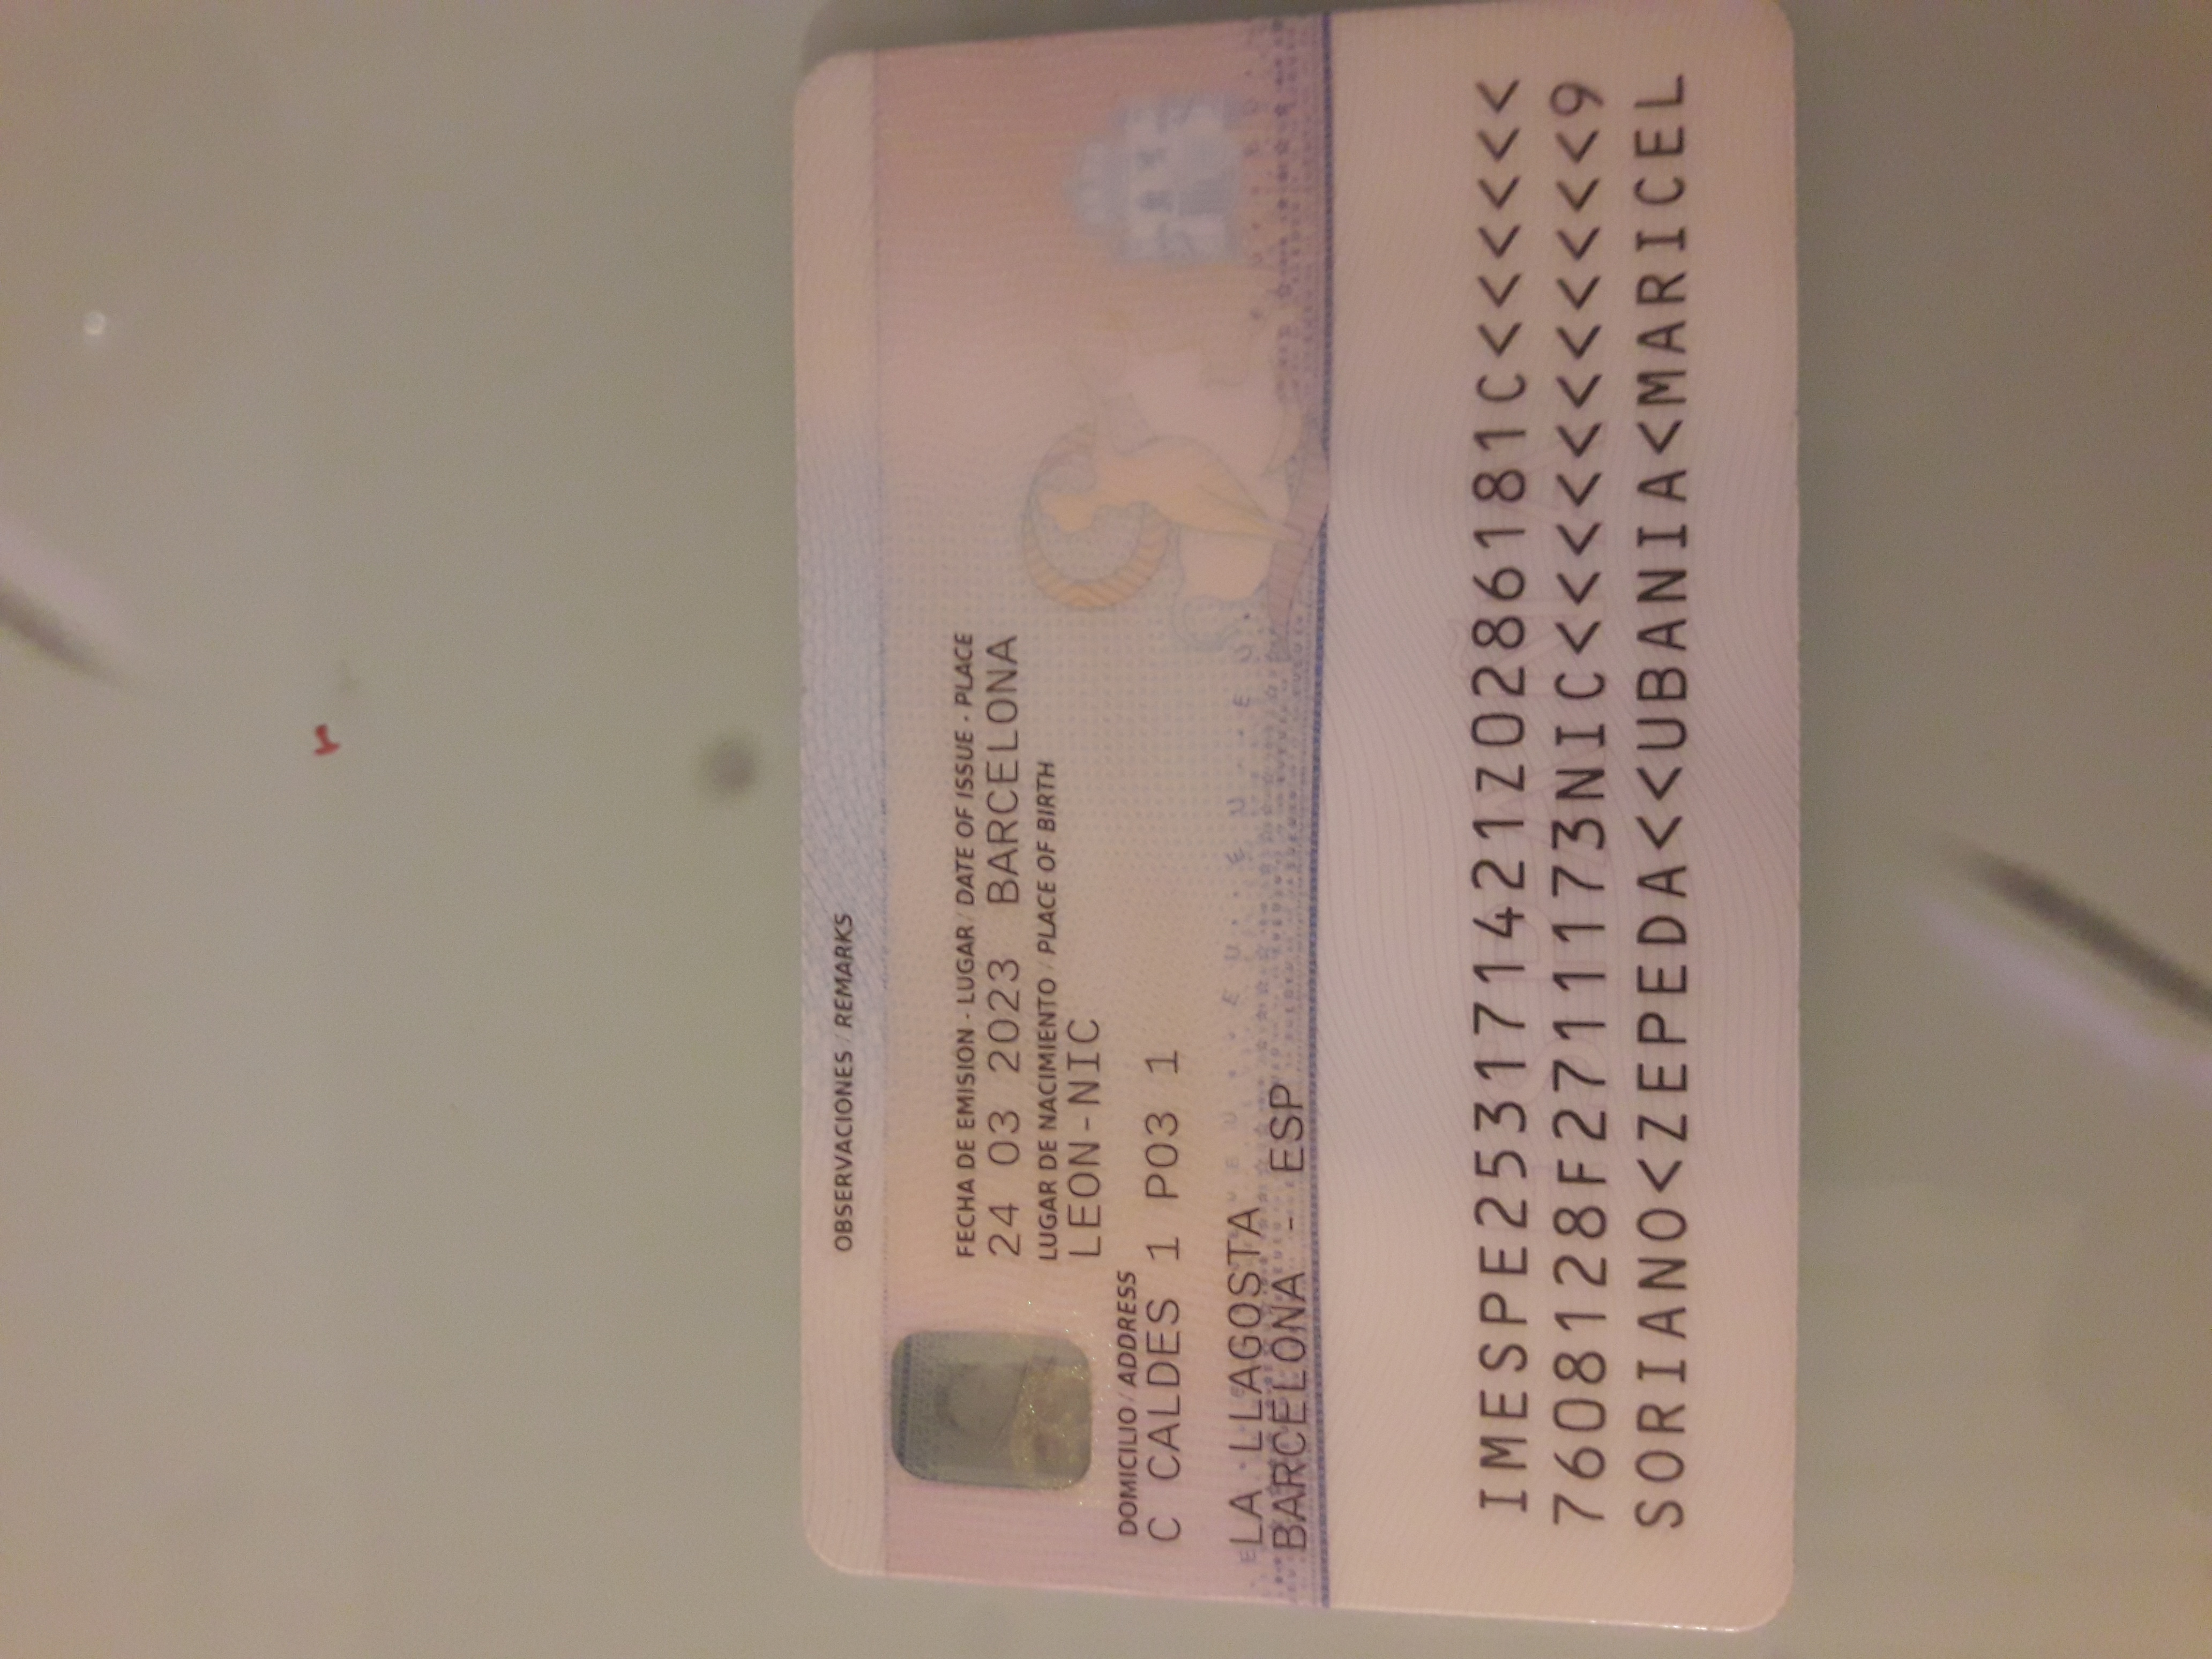 OBSERVACIONES / REMARKS
FECHA DE EMISIÓN - LUGAR / DATE OF ISSUE - PLACE
24 03 2023 BARCELONA
LUGAR DE NACIMIENTO / PLACE OF BIRTH
LEON-NIC
DOMICILIO / ADDRESS
C CALDES 1 P03 1
LA LLAGOSTA
BARCELONA - ESP
ESPAÑA
IMESPE253171421Z0286181C<<<<<<
7608128F2711173NIC<<<<<<<<<<<9
SORIANO<ZEPEDA<<UBANIA<MARICEL